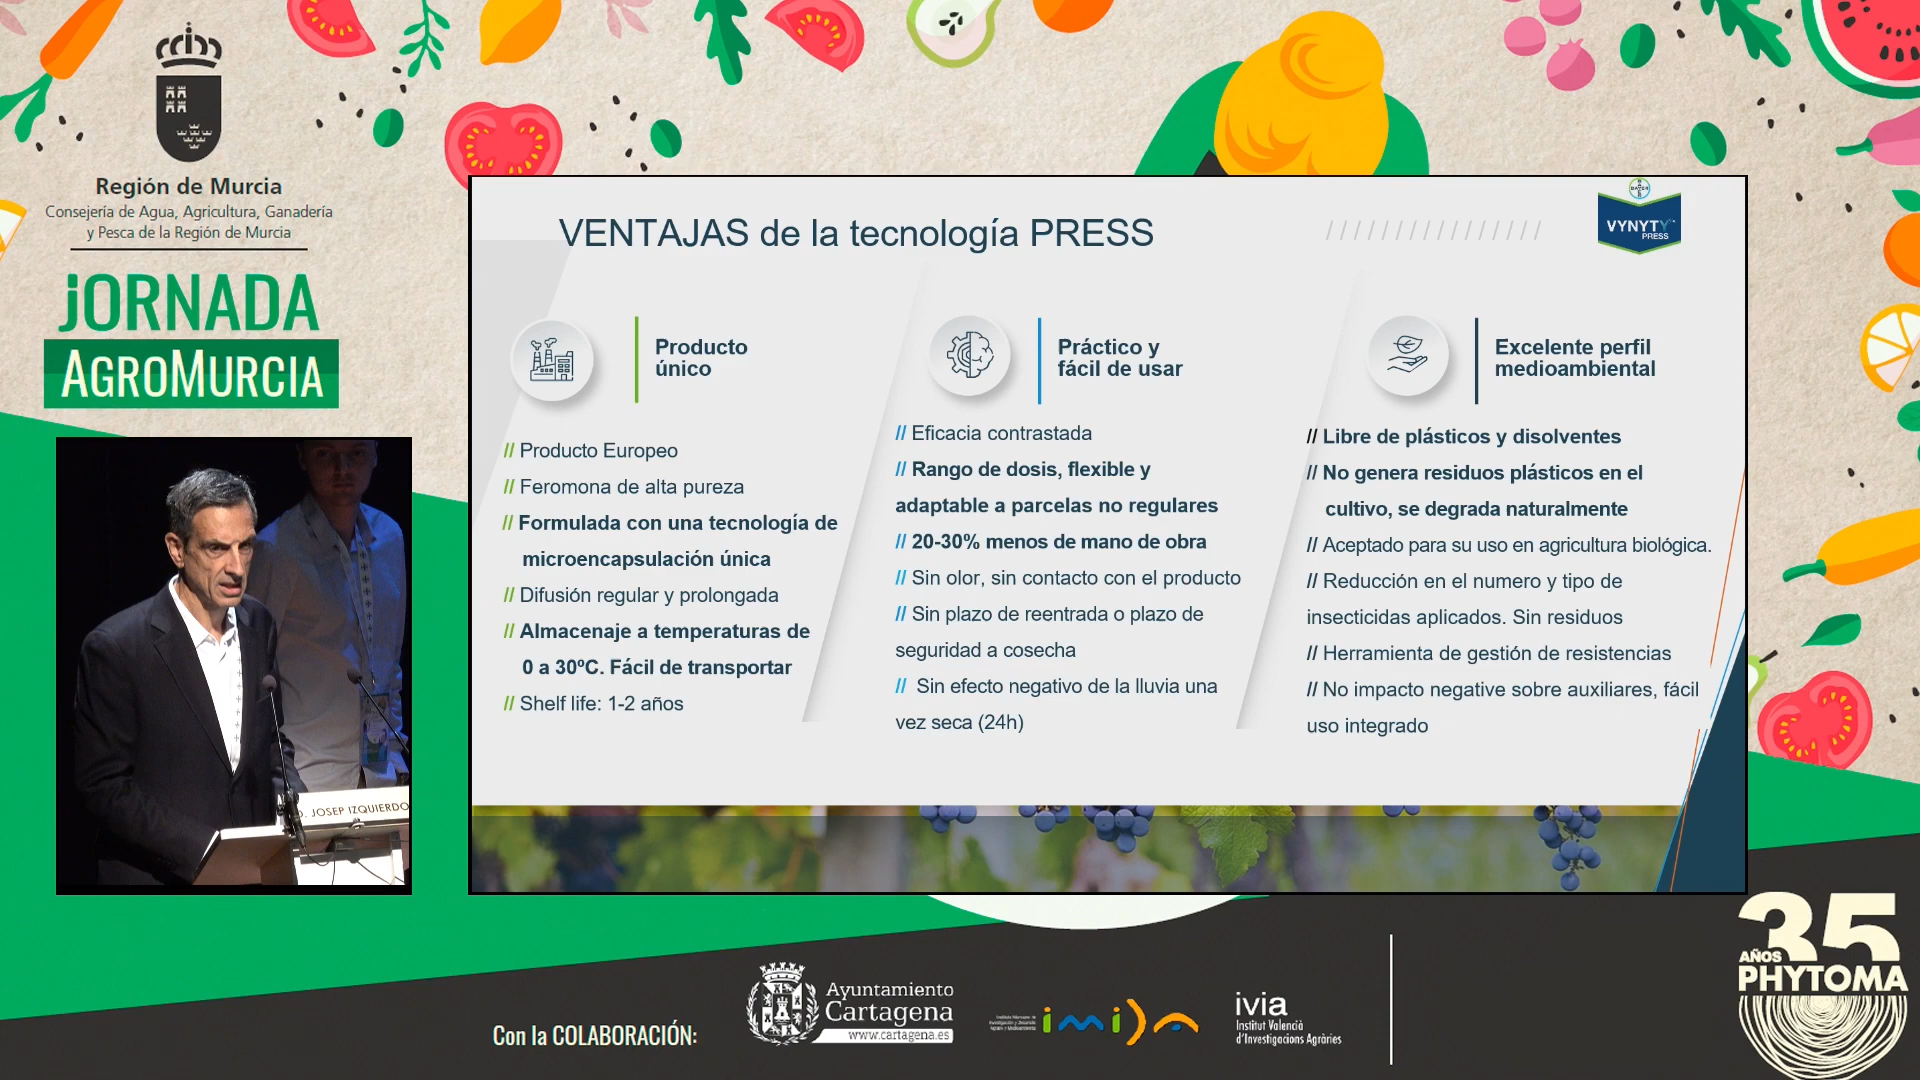 Región de Murcia
Consejería de Agua, Agricultura, Ganadería
y Pesca de la Región de Murcia
jORNADA
AGROMURCIA
D. JOSEP IZQUIERDO
VENTAJAS de la tecnología PRESS
BAYER
VYNYTY
PRESS
Producto
único
// Producto Europeo
// Feromona de alta pureza
// Formulada con una tecnología de
microencapsulación única
// Difusión regular y prolongada
// Almacenaje a temperaturas de
0 a 30ºC. Fácil de transportar
// Shelf life: 1-2 años
Práctico y
fácil de usar
// Eficacia contrastada
// Rango de dosis, flexible y
adaptable a parcelas no regulares
// 20-30% menos de mano de obra
// Sin olor, sin contacto con el producto
// Sin plazo de reentrada o plazo de
seguridad a cosecha
// Sin efecto negativo de la lluvia una
vez seca (24h)
Excelente perfil
medioambiental
// Libre de plásticos y disolventes
// No genera residuos plásticos en el
cultivo, se degrada naturalmente
// Aceptado para su uso en agricultura biológica.
// Reducción en el numero y tipo de
insecticidas aplicados. Sin residuos
// Herramienta de gestión de resistencias
// No impacto negative sobre auxiliares, fácil
uso integrado
Con la COLABORACIÓN:
Ayuntamiento
Cartagena
www.cartagena.es
imida
ivia
Institut Valencià
d'Investigacions Agràries
35
AÑOS
PHYTOMA